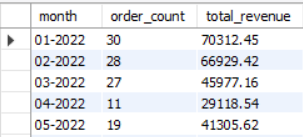 month order_count total_revenue
01-2022 30 70312.45
02-2022 28 66929.42
03-2022 27 45977.16
04-2022 11 29118.54
05-2022 19 41305.62